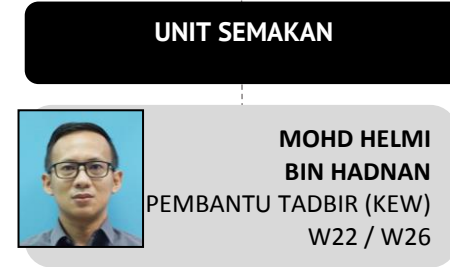 UNIT SEMAKAN
MOHD HELMI
BIN HADNAN
PEMBANTU TADBIR (KEW)
W22 / W26